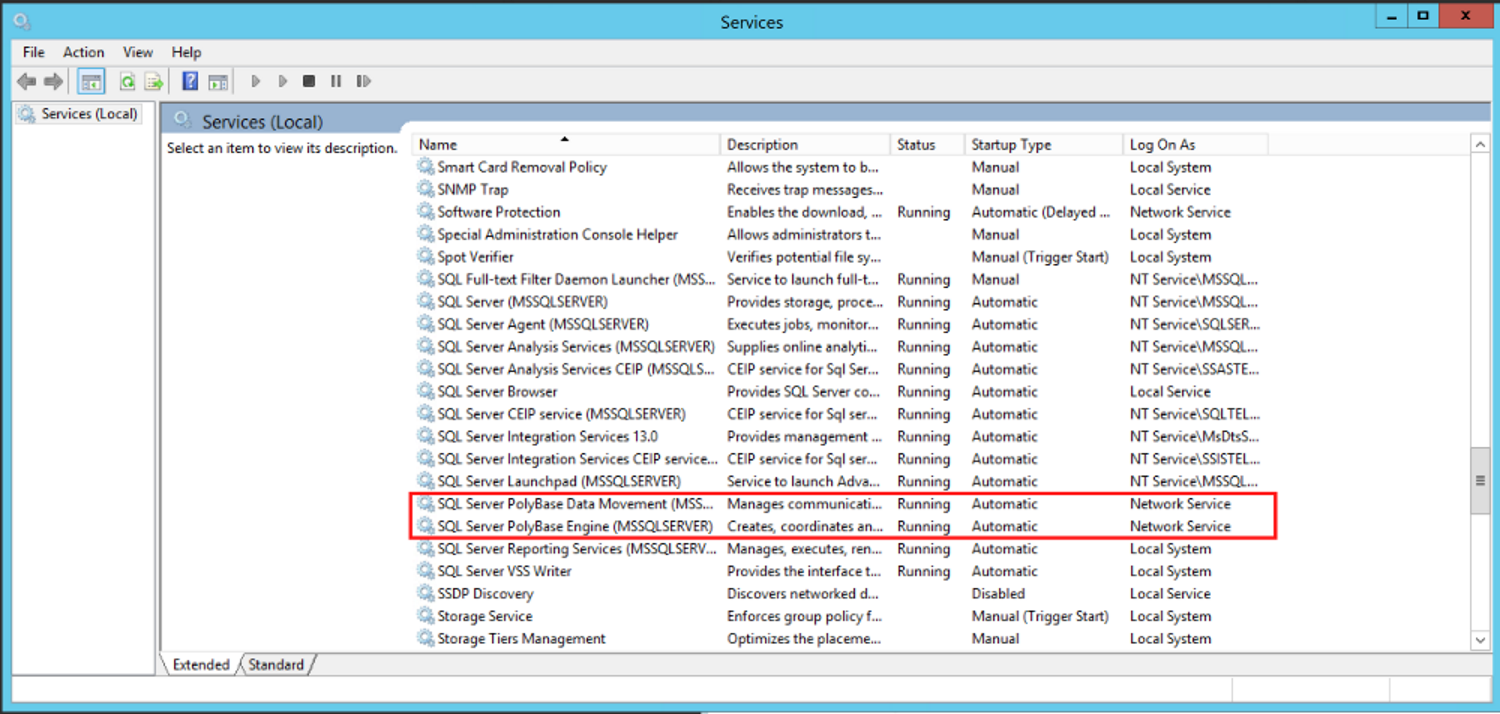 Services
File Action View Help
Services (Local)
Services (Local)
Select an item to view its description.
Name Description Status Startup Type Log On As
Smart Card Removal Policy Allows the system to b... Manual Local System
SNMP Trap Receives trap messages... Manual Local Service
Software Protection Enables the download, ... Running Automatic (Delayed ... Network Service
Special Administration Console Helper Allows administrators t... Manual Local System
Spot Verifier Verifies potential file sy... Manual (Trigger Start) Local System
SQL Full-text Filter Daemon Launcher (MSS... Service to launch full-t... Running Manual NT Service\MSSQL...
SQL Server (MSSQLSERVER) Provides storage, proce... Running Automatic NT Service\MSSQL...
SQL Server Agent (MSSQLSERVER) Executes jobs, monitor... Running Automatic NT Service\SQLSER...
SQL Server Analysis Services (MSSQLSERVER) Supplies online analyti... Running Automatic NT Service\MSSQL...
SQL Server Analysis Services CEIP (MSSQLS... CEIP service for Sql Ser... Running Automatic NT Service\SSASTE...
SQL Server Browser Provides SQL Server co... Running Automatic Local Service
SQL Server CEIP service (MSSQLSERVER) CEIP service for Sql ser... Running Automatic NT Service\SQLTEL...
SQL Server Integration Services 13.0 Provides management ... Running Automatic NT Service\MsDtsS...
SQL Server Integration Services CEIP service... CEIP service for Sql ser... Running Automatic NT Service\SSISTEL...
SQL Server Launchpad (MSSQLSERVER) Service to launch Adva... Running Automatic NT Service\MSSQL...
SQL Server PolyBase Data Movement (MSS... Manages communicati... Running Automatic Network Service
SQL Server PolyBase Engine (MSSQLSERVER) Creates, coordinates an... Running Automatic Network Service
SQL Server Reporting Services (MSSQLSERV... Manages, executes, ren... Running Automatic Local System
SQL Server VSS Writer Provides the interface t... Running Automatic Local System
SSDP Discovery Discovers networked d... Disabled Local Service
Storage Service Enforces group policy f... Manual (Trigger Start) Local System
Storage Tiers Management Optimizes the placeme... Manual Local System
Extended Standard